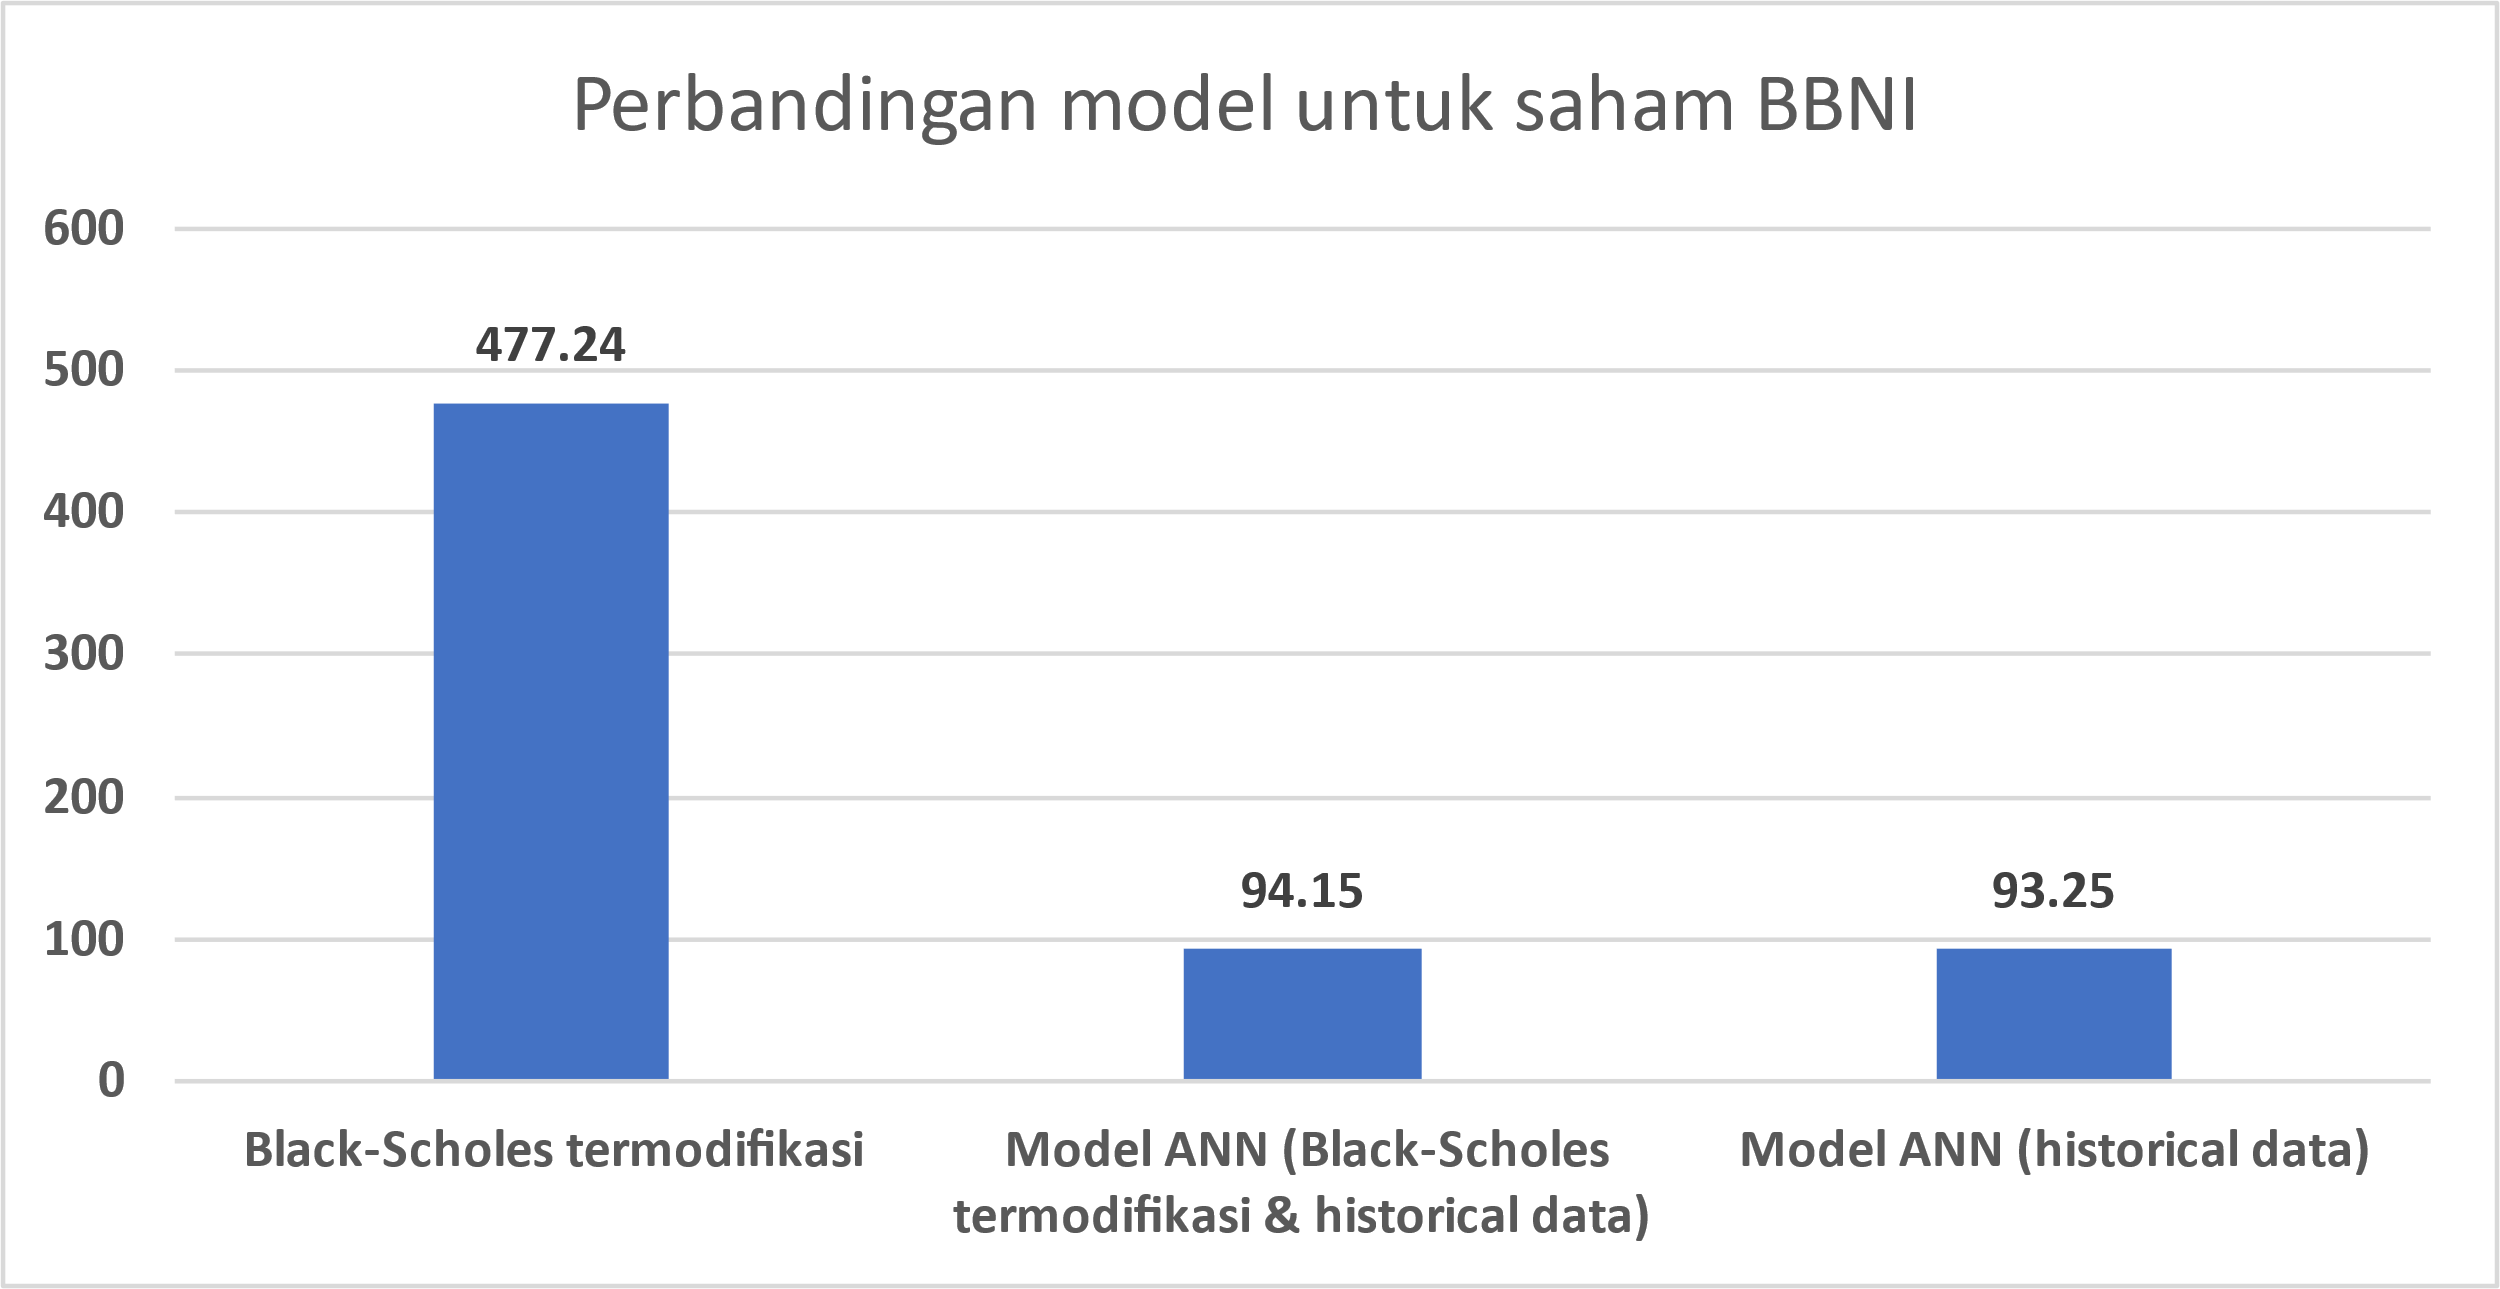 Perbandingan model untuk saham BBNI
600
500
400
300
200
100
0
477.24
94.15
93.25
Black-Scholes termodifikasi
Model ANN (Black-Scholes
termodifikasi & historical data)
Model ANN (historical data)